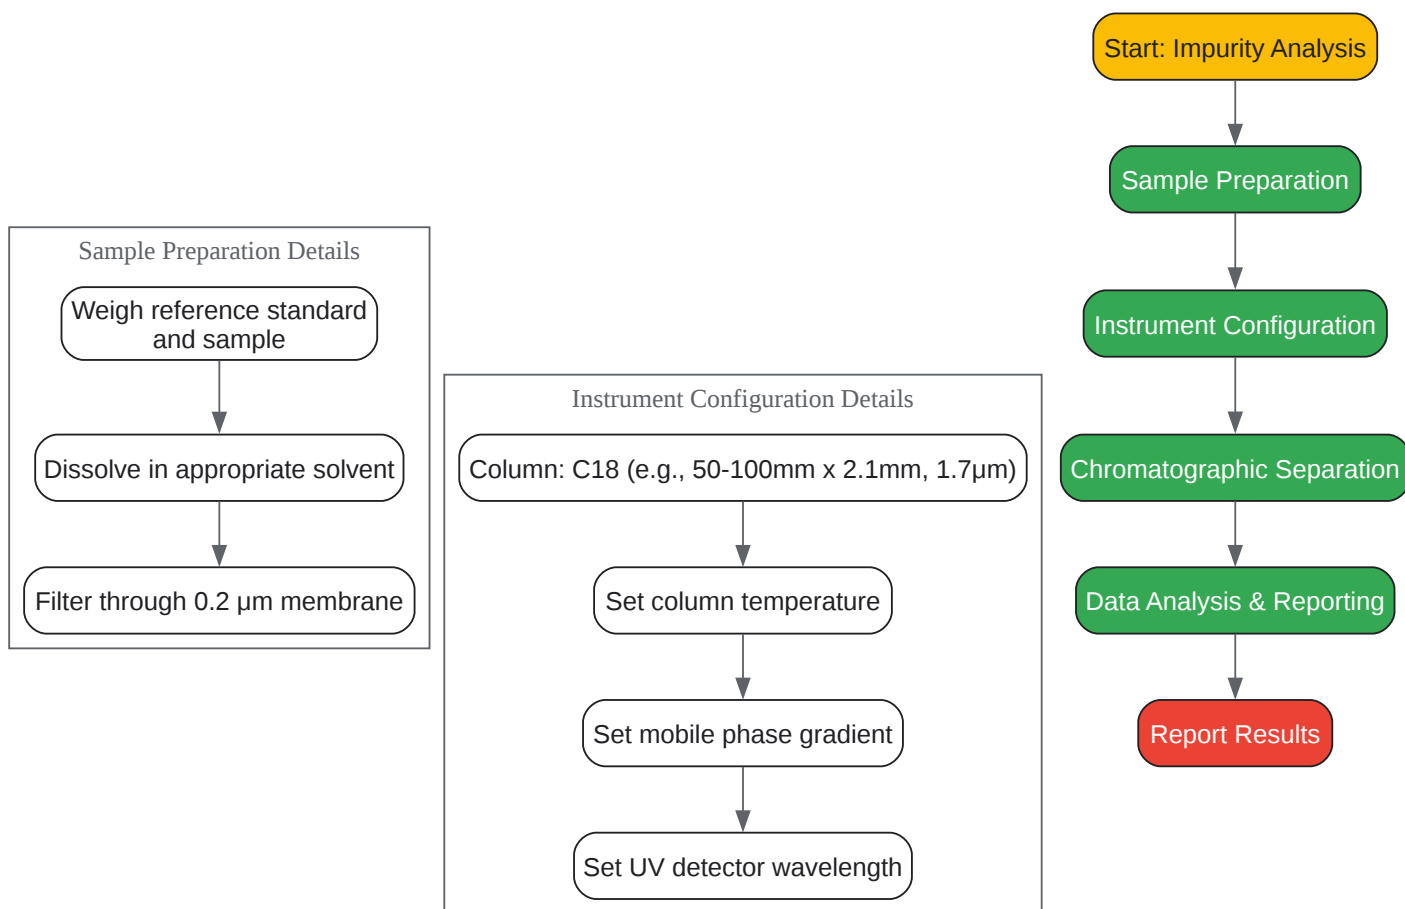 Start: Impurity Analysis
Sample Preparation
Instrument Configuration
Chromatographic Separation
Data Analysis & Reporting
Report Results
Sample Preparation Details
Weigh reference standard
and sample
Dissolve in appropriate solvent
Filter through 0.2 μm membrane
Instrument Configuration Details
Column: C18 (e.g., 50-100mm x 2.1mm, 1.7μm)
Set column temperature
Set mobile phase gradient
Set UV detector wavelength